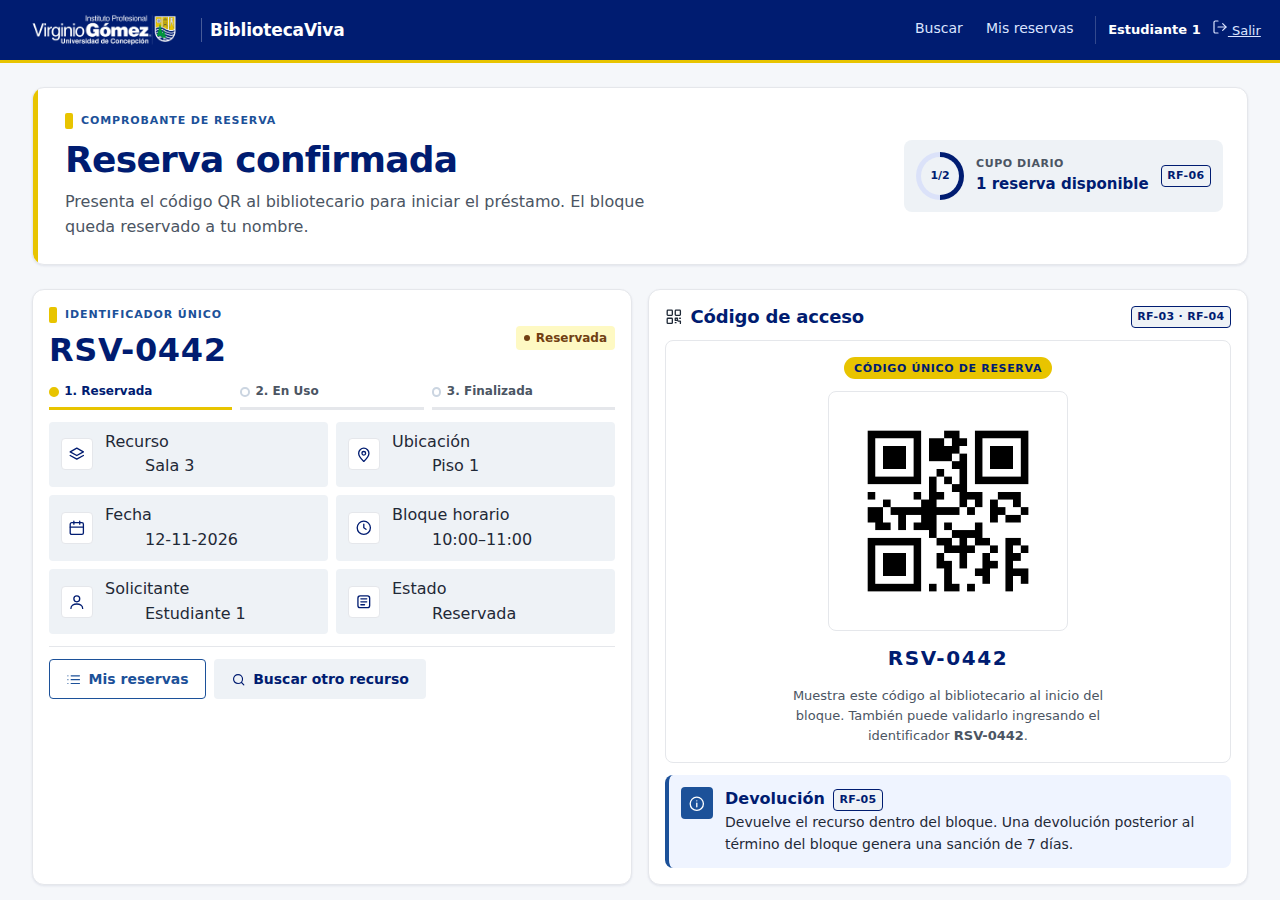 Instituto Profesional
VirginioGómez
Universidad de Concepción
BibliotecaViva
Buscar
Mis reservas
Estudiante 1
Salir
COMPROBANTE DE RESERVA
Reserva confirmada
Presenta el código QR al bibliotecario para iniciar el préstamo. El bloque
queda reservado a tu nombre.
1/2
CUPO DIARIO
1 reserva disponible
RF-06
IDENTIFICADOR ÚNICO
RSV-0442
Reservada
1. Reservada
2. En Uso
3. Finalizada
Recurso
Sala 3
Ubicación
Piso 1
Fecha
12-11-2026
Bloque horario
10:00–11:00
Solicitante
Estudiante 1
Estado
Reservada
Mis reservas
Buscar otro recurso
Código de acceso
RF-03 · RF-04
CÓDIGO ÚNICO DE RESERVA
RSV-0442
Muestra este código al bibliotecario al inicio del
bloque. También puede validarlo ingresando el
identificador RSV-0442.
Devolución
RF-05
Devuelve el recurso dentro del bloque. Una devolución posterior al
término del bloque genera una sanción de 7 días.